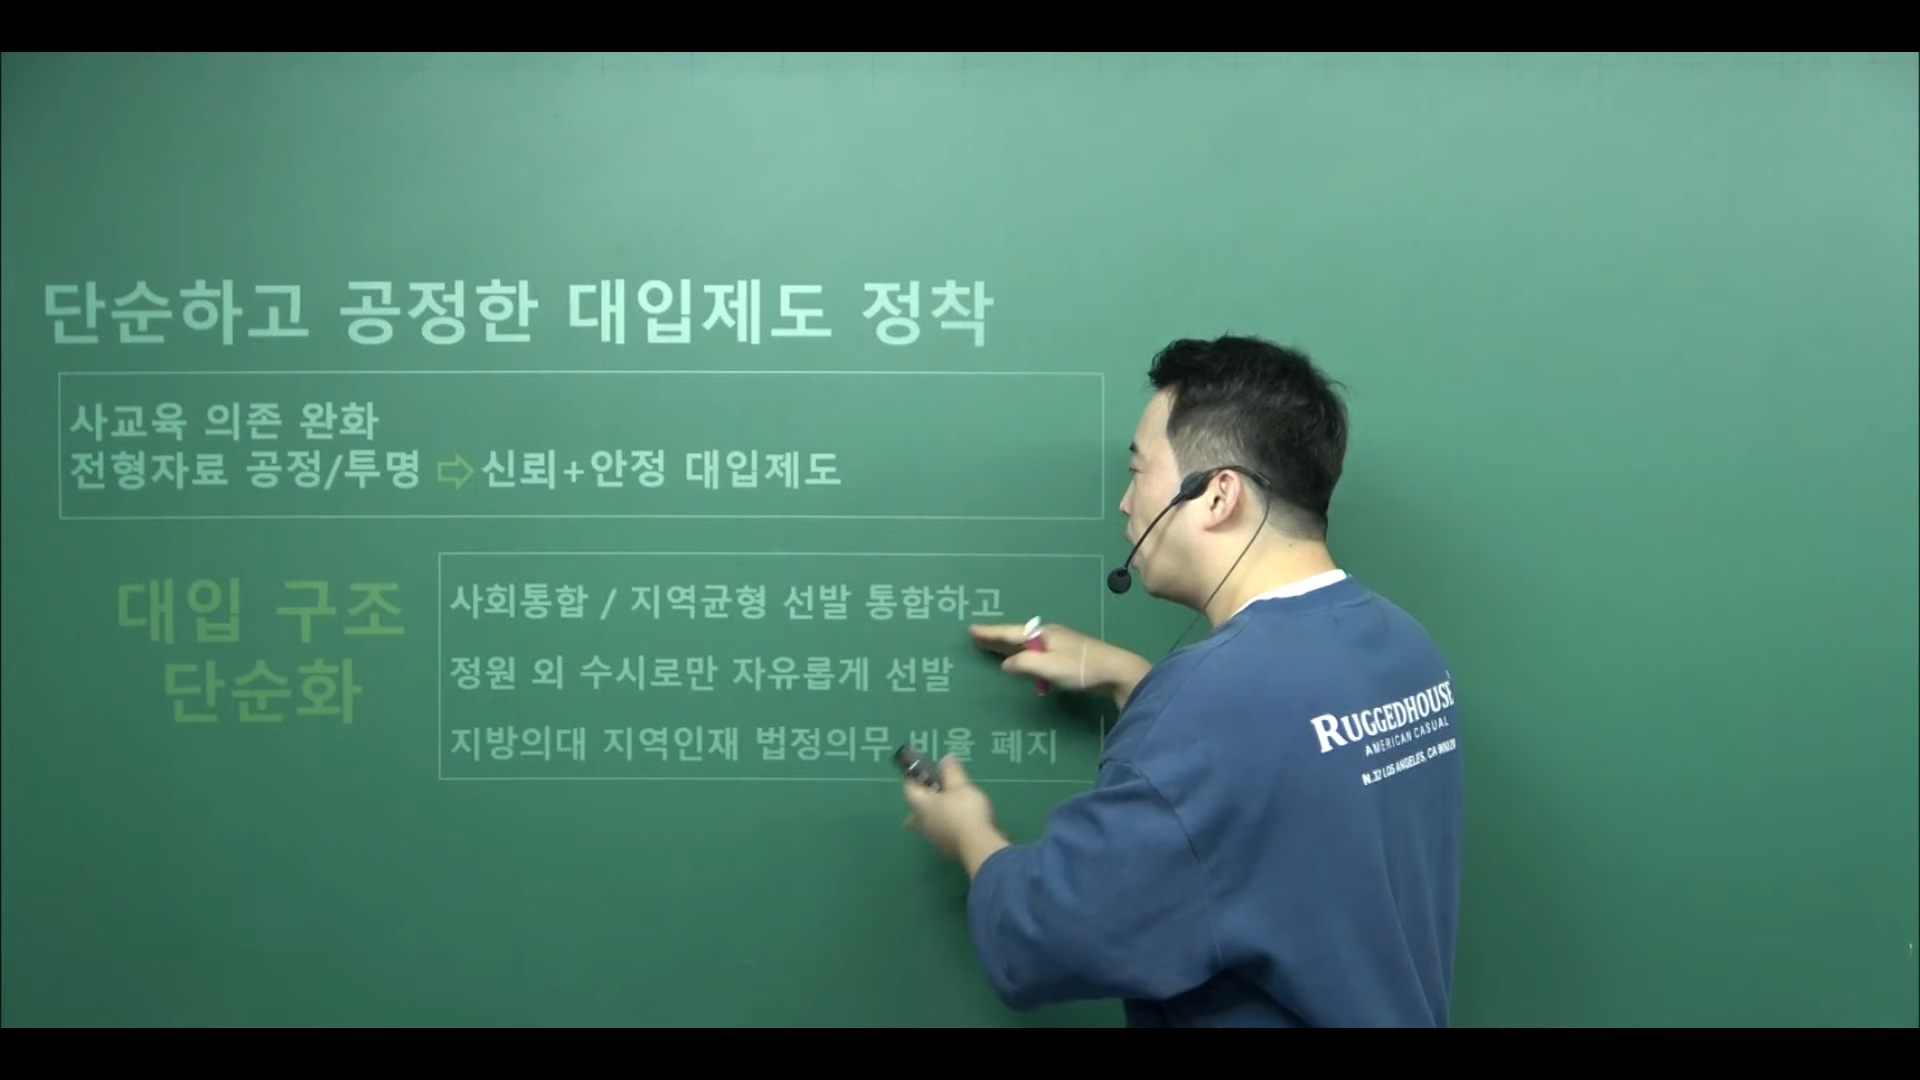 단순하고 공정한 대입제도 정착
사교육 의존 완화
전형자료 공정/투명 ⇨ 신뢰+안정 대입제도
대입 구조
단순화
사회통합 / 지역균형 선발 통합하고
정원 외 수시로만 자유롭게 선발
지방의대 지역인재 법정의무 비율 폐지
RUGGEDHOUSE
AMERICAN CASUAL